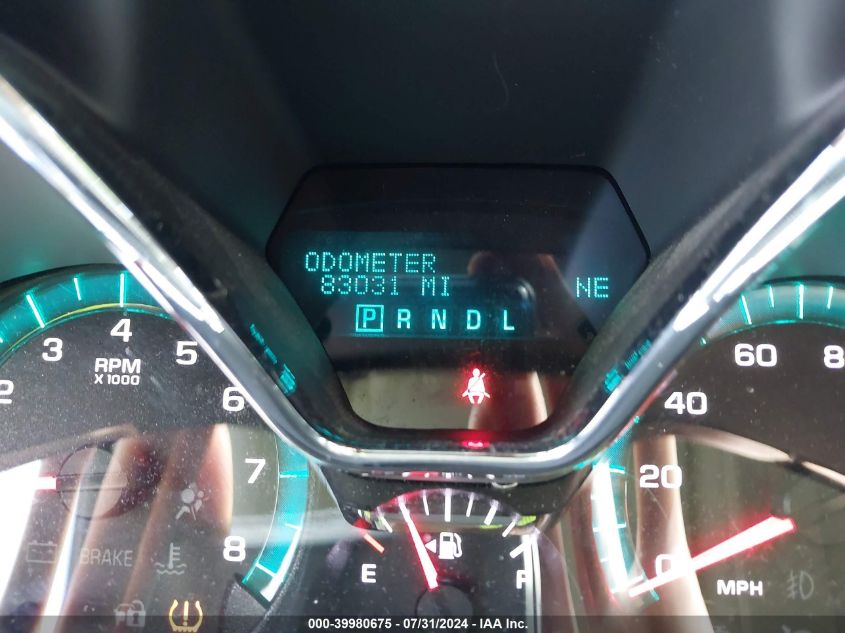 ODOMETER
83031 MI NE
P R N D L
2 3 4 5 6 7 8
RPM
X 1000
BRAKE
E F
0 20 40 60
MPH
000-39980675 - 07/31/2024 - IAA Inc.